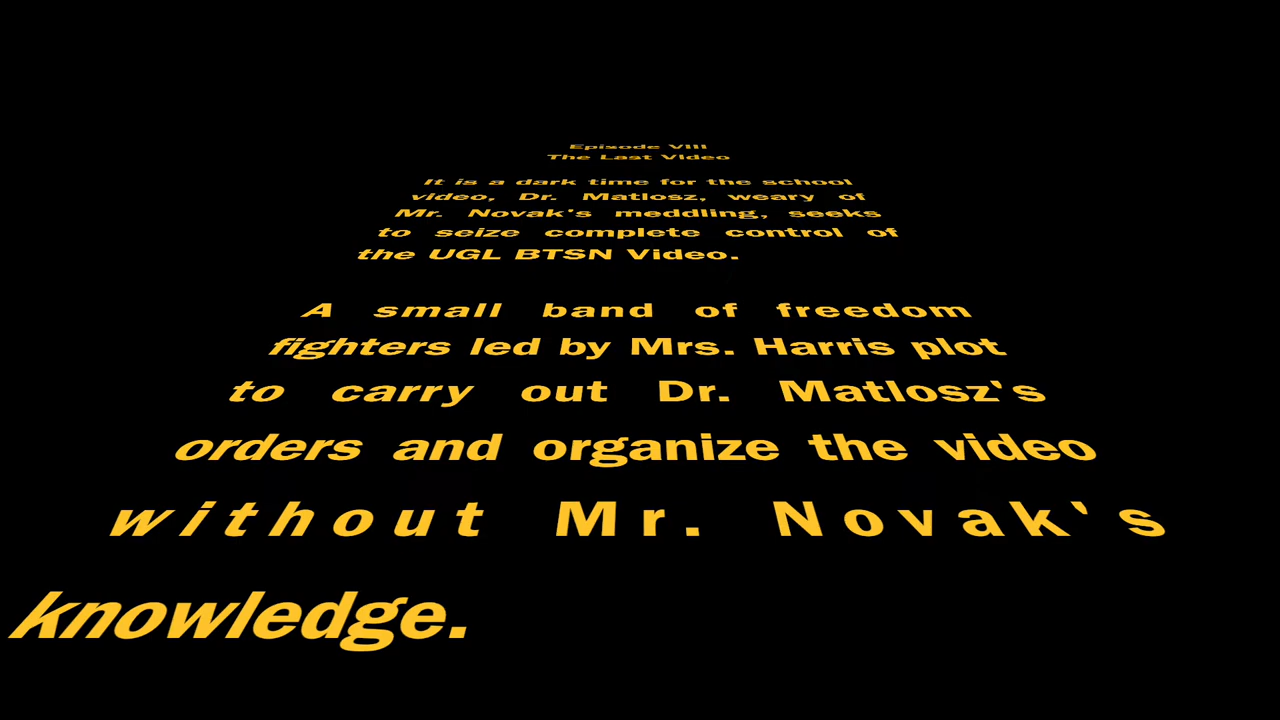 Episode VIII
The Last Video
It is a dark time for the school
video, Dr. Matlosz, weary of
Mr. Novak's meddling, seeks
to seize complete control of
the UGL BTSN Video.
A small band of freedom
fighters led by Mrs. Harris plot
to carry out Dr. Matlosz's
orders and organize the video
without Mr. Novak's
knowledge.